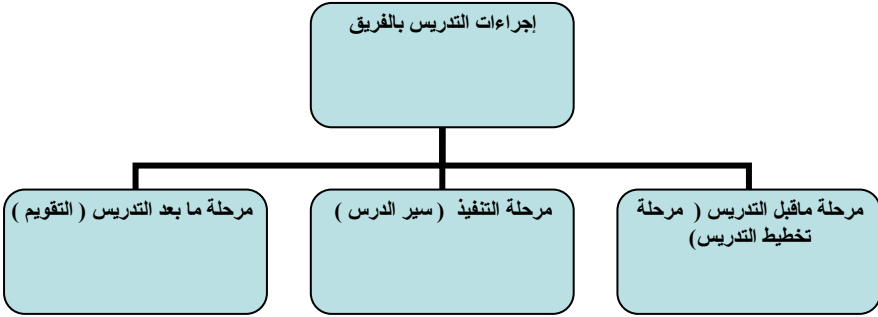 إجراءات التدريس بالفريق
مرحلة ماقبل التدريس ( مرحلة
تخطيط التدريس)
مرحلة التنفيذ ( سير الدرس )
مرحلة ما بعد التدريس ( التقويم )